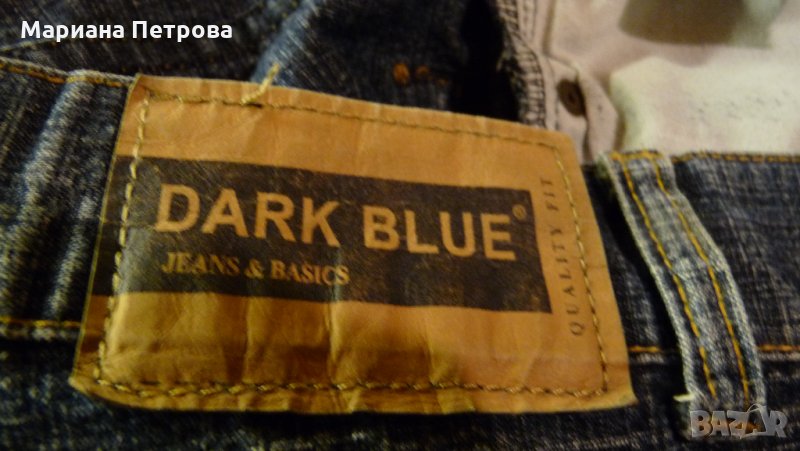 Мариана Петрова
DARK BLUE®
JEANS & BASICS
QUALITY FIT
BAZAR